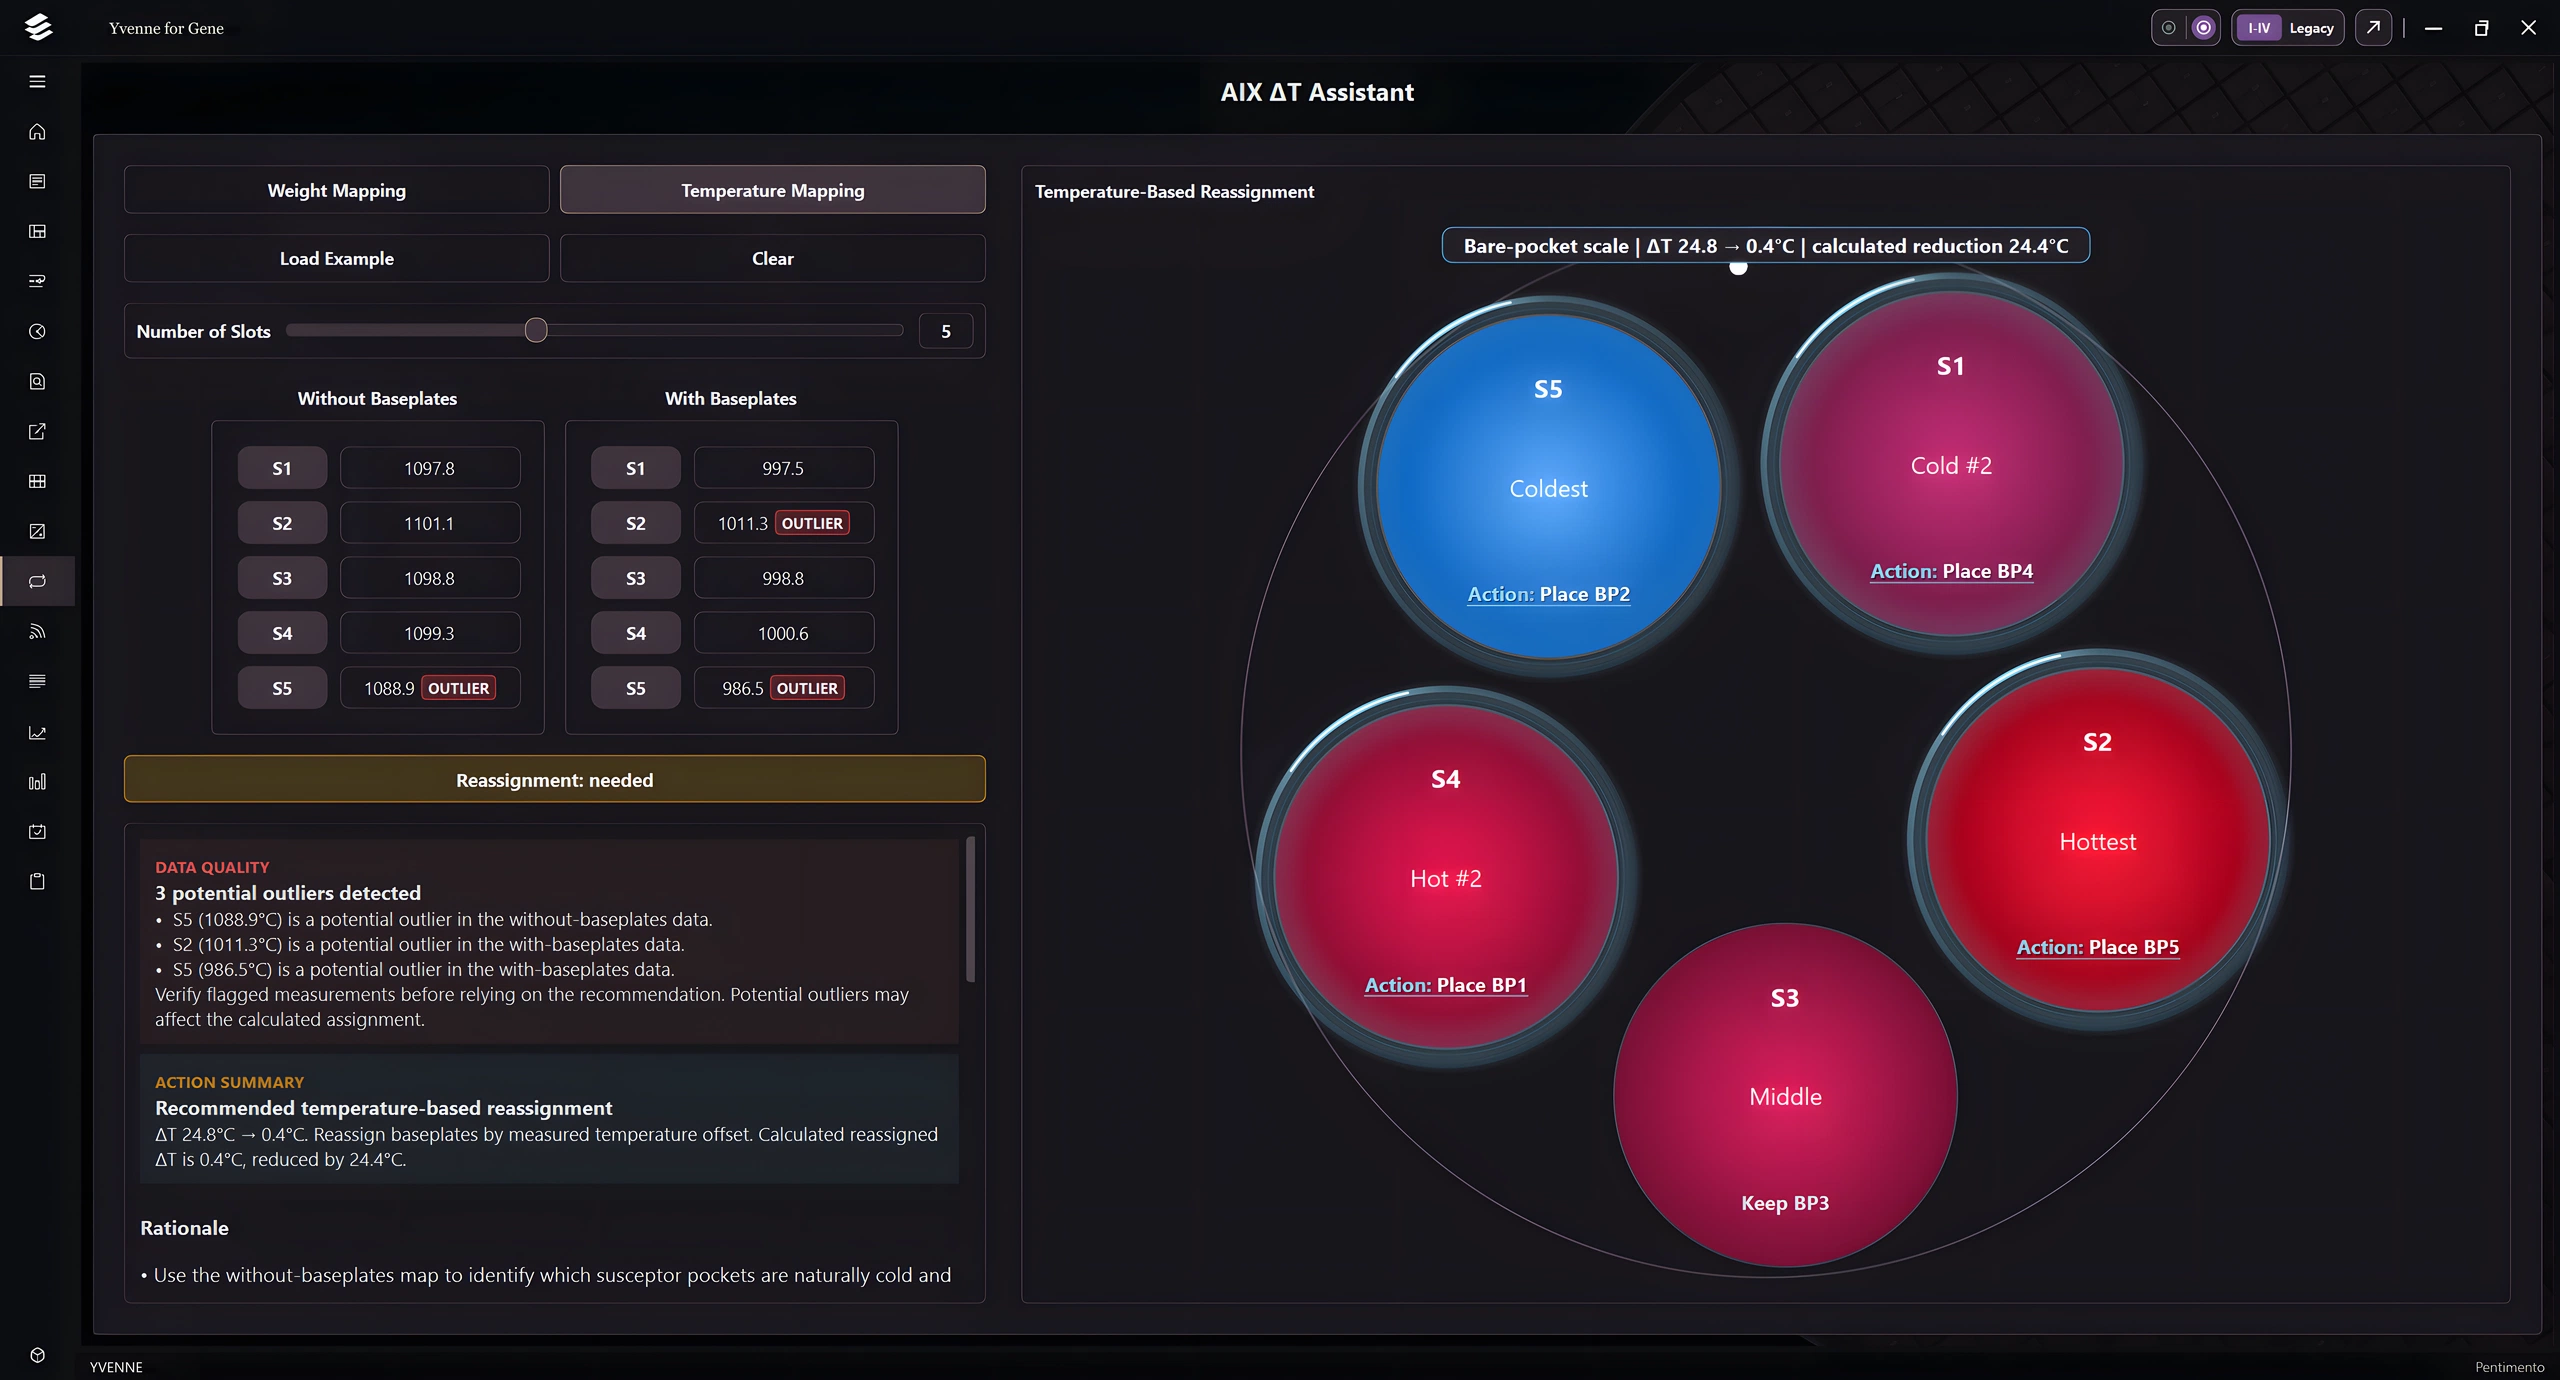 Yvenne for Gene
I-IV Legacy
AIX ΔT Assistant
Weight Mapping
Temperature Mapping
Load Example
Clear
Number of Slots
5
Without Baseplates
S1 1097.8
S2 1101.1
S3 1098.8
S4 1099.3
S5 1088.9 OUTLIER
With Baseplates
S1 997.5
S2 1011.3 OUTLIER
S3 998.8
S4 1000.6
S5 986.5 OUTLIER
Reassignment: needed
DATA QUALITY
3 potential outliers detected
• S5 (1088.9°C) is a potential outlier in the without-baseplates data.
• S2 (1011.3°C) is a potential outlier in the with-baseplates data.
• S5 (986.5°C) is a potential outlier in the with-baseplates data.
Verify flagged measurements before relying on the recommendation. Potential outliers may
affect the calculated assignment.
ACTION SUMMARY
Recommended temperature-based reassignment
ΔT 24.8°C → 0.4°C. Reassign baseplates by measured temperature offset. Calculated reassigned
ΔT is 0.4°C, reduced by 24.4°C.
Rationale
• Use the without-baseplates map to identify which susceptor pockets are naturally cold and
Temperature-Based Reassignment
Bare-pocket scale | ΔT 24.8 → 0.4°C | calculated reduction 24.4°C
S5
Coldest
Action: Place BP2
S1
Cold #2
Action: Place BP4
S4
Hot #2
Action: Place BP1
S2
Hottest
Action: Place BP5
S3
Middle
Keep BP3
YVENNE
Pentimento